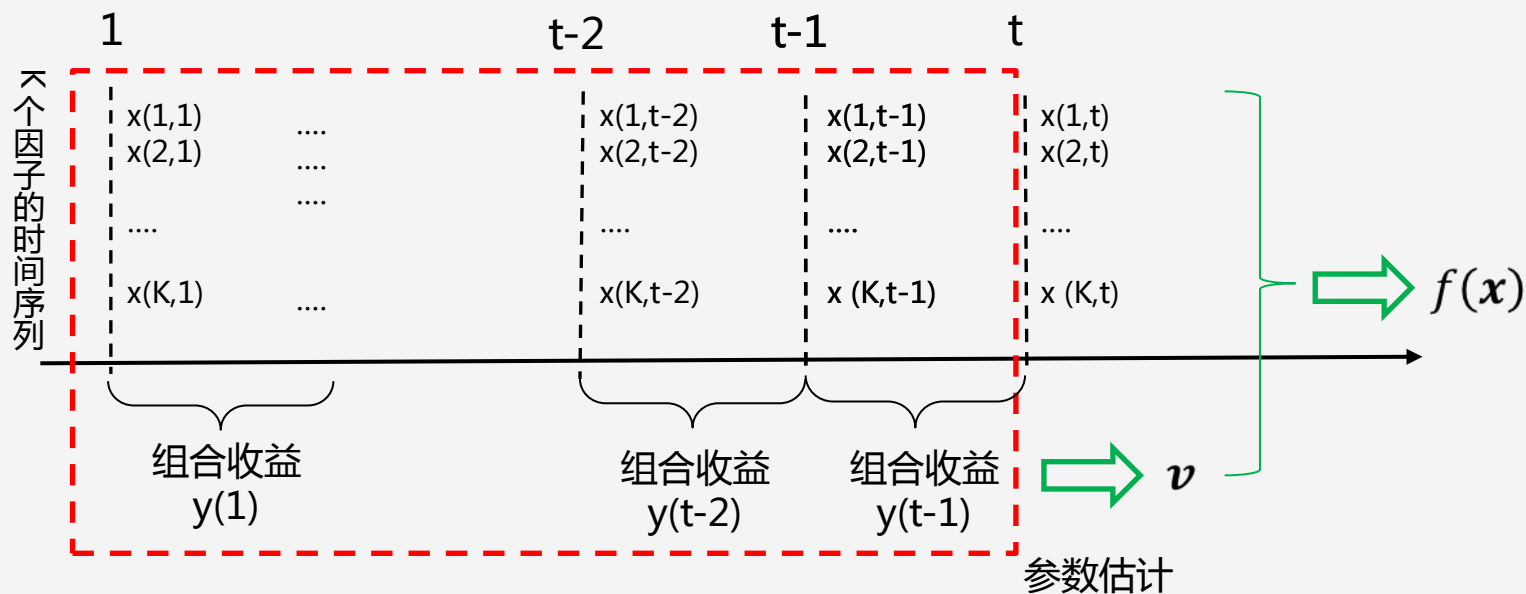 1 t-2 t-1 t
K个因子的时间序列
x(1,1) .... x(1,t-2) x(1,t-1) x(1,t)
x(2,1) .... x(2,t-2) x(2,t-1) x(2,t)
....
.... .... .... ....
x(K,1) .... x(K,t-2) x (K,t-1) x (K,t)
f(x)
组合收益 组合收益 组合收益
y(1) y(t-2) y(t-1)
v
参数估计